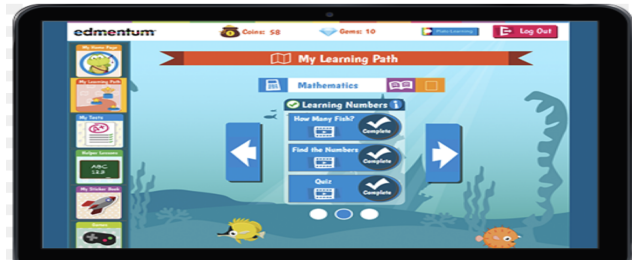 edmentum
Coins: 58
Gems: 10
Log Out
My Home Page
My Learning Path
My Learning Path
Mathematics
Learning Numbers
How Many Fish?
Complete
Find the Numbers
Complete
Quiz
Complete
My Tests
A+
Helper Lessons
ABC
My Sticker Book
Games